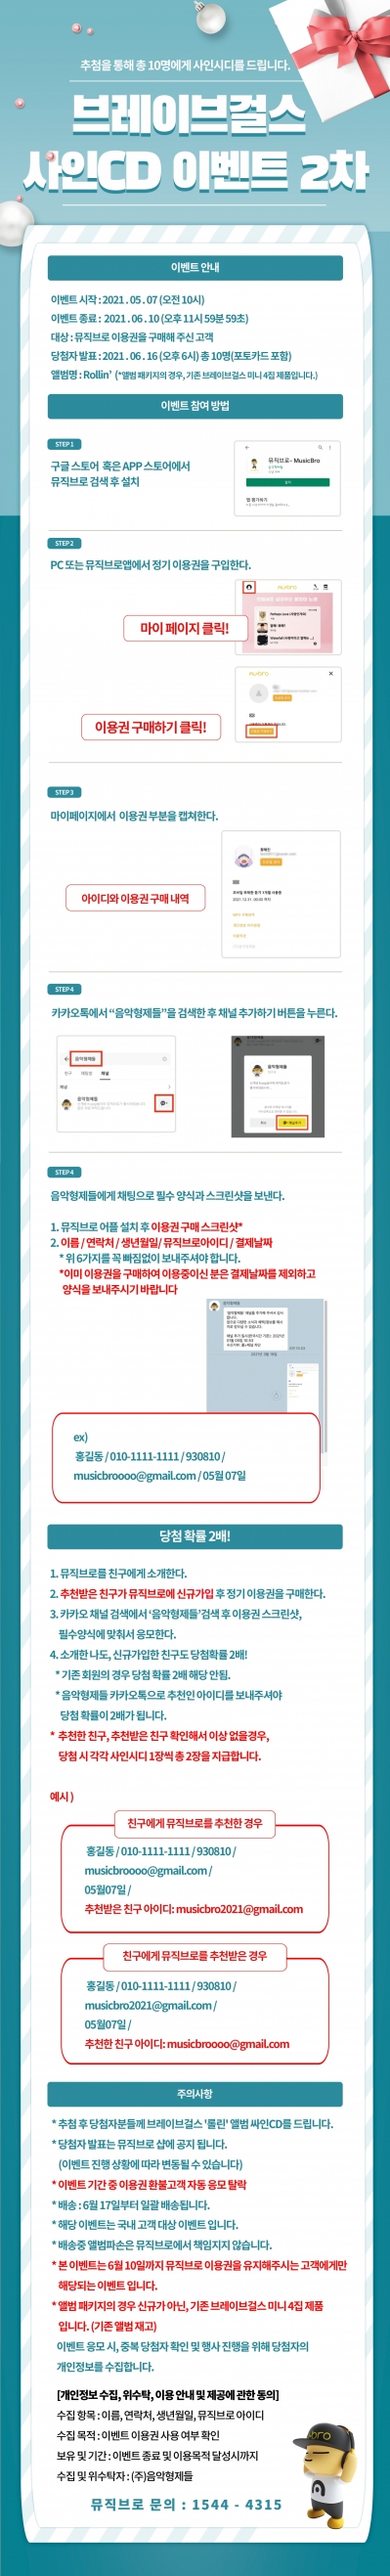 추첨을 통해 총 10명에게 사인시디를 드립니다.
브레이브걸스
사인CD 이벤트 2차
이벤트 안내
이벤트 시작 : 2021 . 05 . 07 (오전 10시)
이벤트 종료 : 2021 . 06 . 10 (오후 11시 59분 59초)
대상 : 뮤직브로 이용권을 구매해 주신 고객
당첨자 발표 : 2021 . 06 . 16 (오후 6시) 총 10명(포토카드 포함)
앨범명 : Rollin' (*앨범 패키지의 경우, 기존 브레이브걸스 미니 4집 제품입니다.)
이벤트 참여 방법
STEP 1
구글 스토어 혹은 APP 스토어에서
뮤직브로 검색 후 설치
뮤직브로- MusicBro
STEP 2
PC 또는 뮤직브로앱에서 정기 이용권을 구입한다.
마이 페이지 클릭!
이용권 구매하기 클릭!
STEP 3
마이페이지에서 이용권 부분을 캡쳐한다.
아이디와 이용권 구매 내역
STEP 4
카카오톡에서 “음악형제들”을 검색한 후 채널 추가하기 버튼을 누른다.
음악형제들
STEP 4
음악형제들에게 채팅으로 필수 양식과 스크린샷을 보낸다.
1. 뮤직브로 어플 설치 후 이용권 구매 스크린샷*
2. 이름 / 연락처 / 생년월일/ 뮤직브로아이디 / 결제날짜
* 위 6가지를 꼭 빠짐없이 보내주셔야 합니다.
*이미 이용권을 구매하여 이용중이신 분은 결제날짜를 제외하고
양식을 보내주시기 바랍니다
ex)
홍길동 / 010-1111-1111 / 930810 /
musicbroooo@gmail.com / 05월 07일
당첨 확률 2배!
1. 뮤직브로를 친구에게 소개한다.
2. 추천받은 친구가 뮤직브로에 신규가입 후 정기 이용권을 구매한다.
3. 카카오 채널 검색에서 ‘음악형제들’검색 후 이용권 스크린샷,
필수양식에 맞춰서 응모한다.
4. 소개한 나도, 신규가입한 친구도 당첨확률 2배!
* 기존 회원의 경우 당첨 확률 2배 해당 안됨.
* 음악형제들 카카오톡으로 추천인 아이디를 보내주셔야
당첨 확률이 2배가 됩니다.
* 추천한 친구, 추천받은 친구 확인해서 이상 없을경우,
당첨 시 각각 사인시디 1장씩 총 2장을 지급합니다.
예시 )
친구에게 뮤직브로를 추천한 경우
홍길동 / 010-1111-1111 / 930810 /
musicbroooo@gmail.com /
05월07일 /
추천받은 친구 아이디: musicbro2021@gmail.com
친구에게 뮤직브로를 추천받은 경우
홍길동 / 010-1111-1111 / 930810 /
musicbro2021@gmail.com /
05월07일 /
추천한 친구 아이디: musicbroooo@gmail.com
주의사항
* 추첨 후 당첨자분들께 브레이브걸스 '롤린' 앨범 싸인CD를 드립니다.
* 당첨자 발표는 뮤직브로 샵에 공지 됩니다.
(이벤트 진행 상황에 따라 변동될 수 있습니다)
* 이벤트 기간 중 이용권 환불고객 자동 응모 탈락
* 배송 : 6월 17일부터 일괄 배송됩니다.
* 해당 이벤트는 국내 고객 대상 이벤트 입니다.
* 배송중 앨범파손은 뮤직브로에서 책임지지 않습니다.
* 본 이벤트는 6월 10일까지 뮤직브로 이용권을 유지해주시는 고객에게만
해당되는 이벤트 입니다.
* 앨범 패키지의 경우 신규가 아닌, 기존 브레이브걸스 미니 4집 제품
입니다. (기존 앨범 재고)
이벤트 응모 시, 중복 당첨자 확인 및 행사 진행을 위해 당첨자의
개인정보를 수집합니다.
[개인정보 수집, 위수탁, 이용 안내 및 제공에 관한 동의]
수집 항목 : 이름, 연락처, 생년월일, 뮤직브로 아이디
수집 목적 : 이벤트 이용권 사용 여부 확인
보유 및 기간 : 이벤트 종료 및 이용목적 달성시까지
수집 및 위수탁자 : (주)음악형제들
뮤직브로 문의 : 1544 - 4315